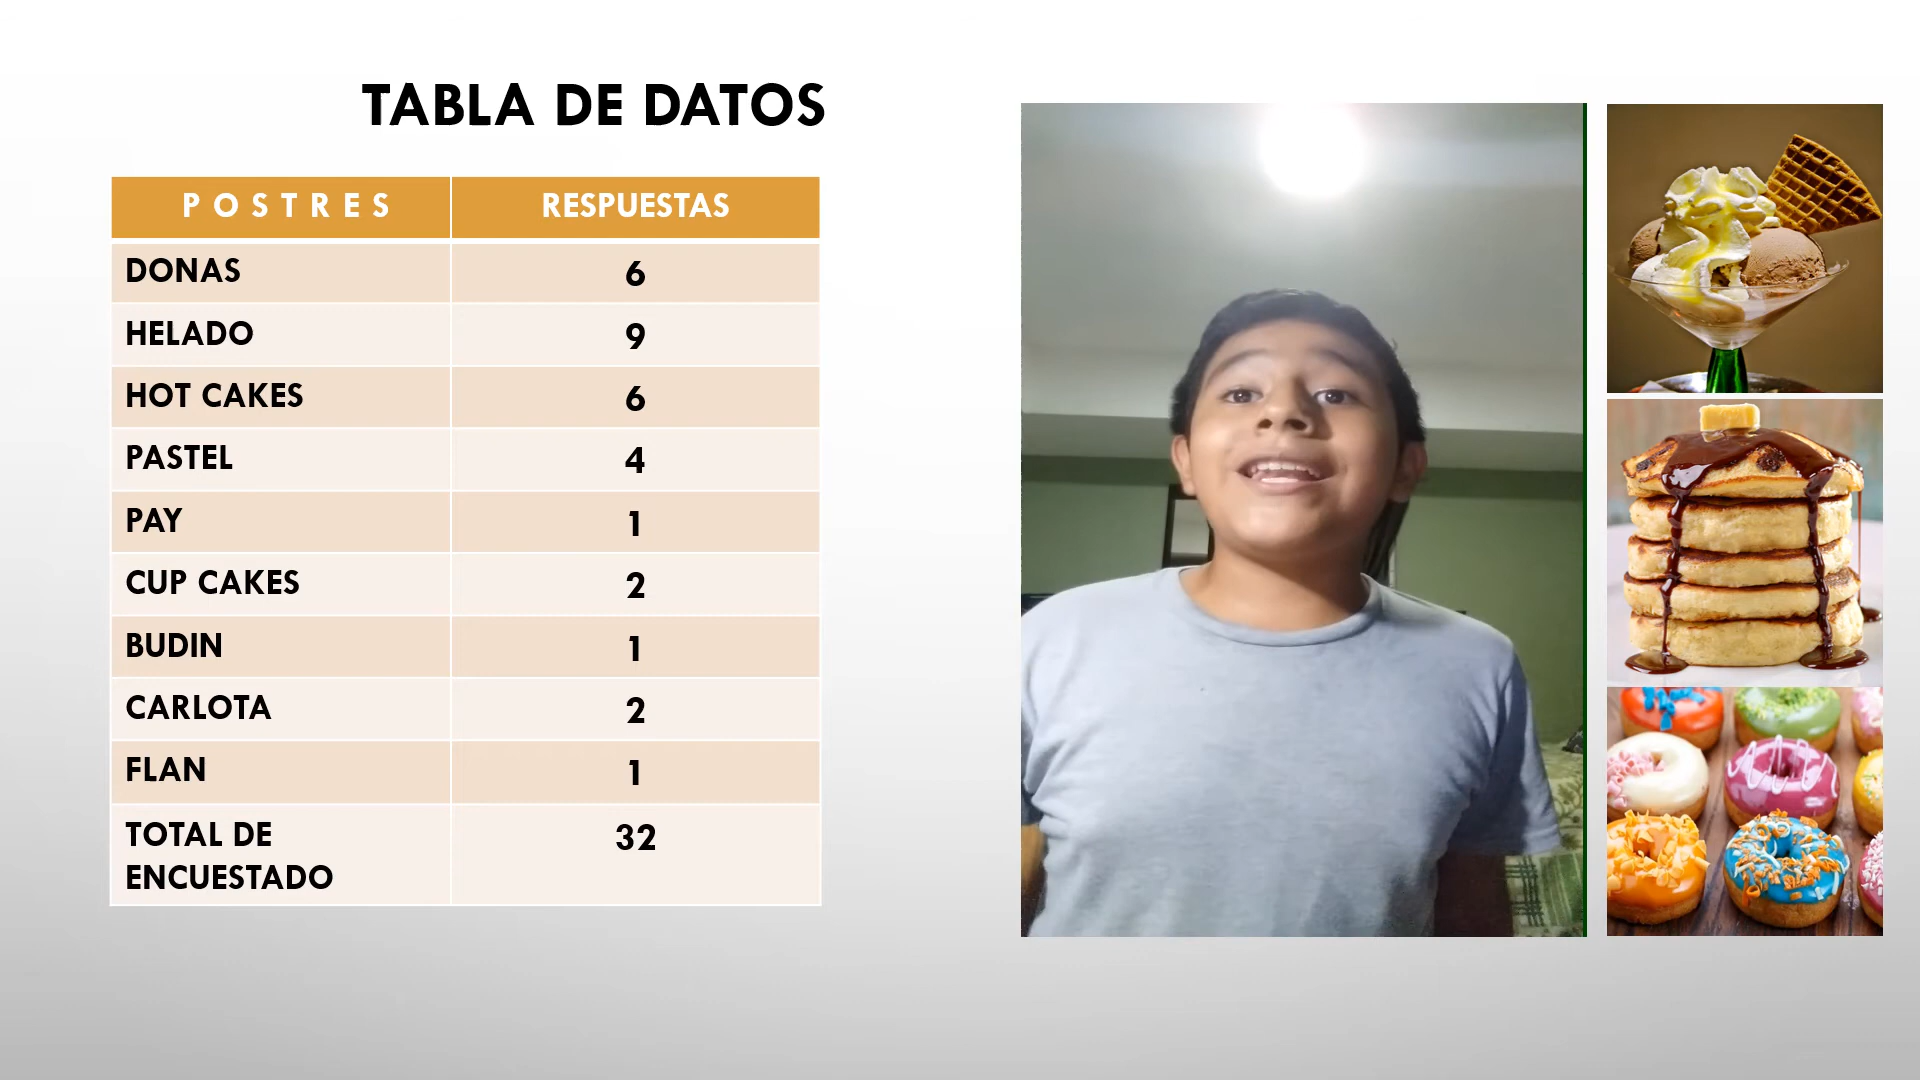 TABLA DE DATOS
POSTRES RESPUESTAS
DONAS 6
HELADO 9
HOT CAKES 6
PASTEL 4
PAY 1
CUP CAKES 2
BUDIN 1
CARLOTA 2
FLAN 1
TOTAL DE 32
ENCUESTADO